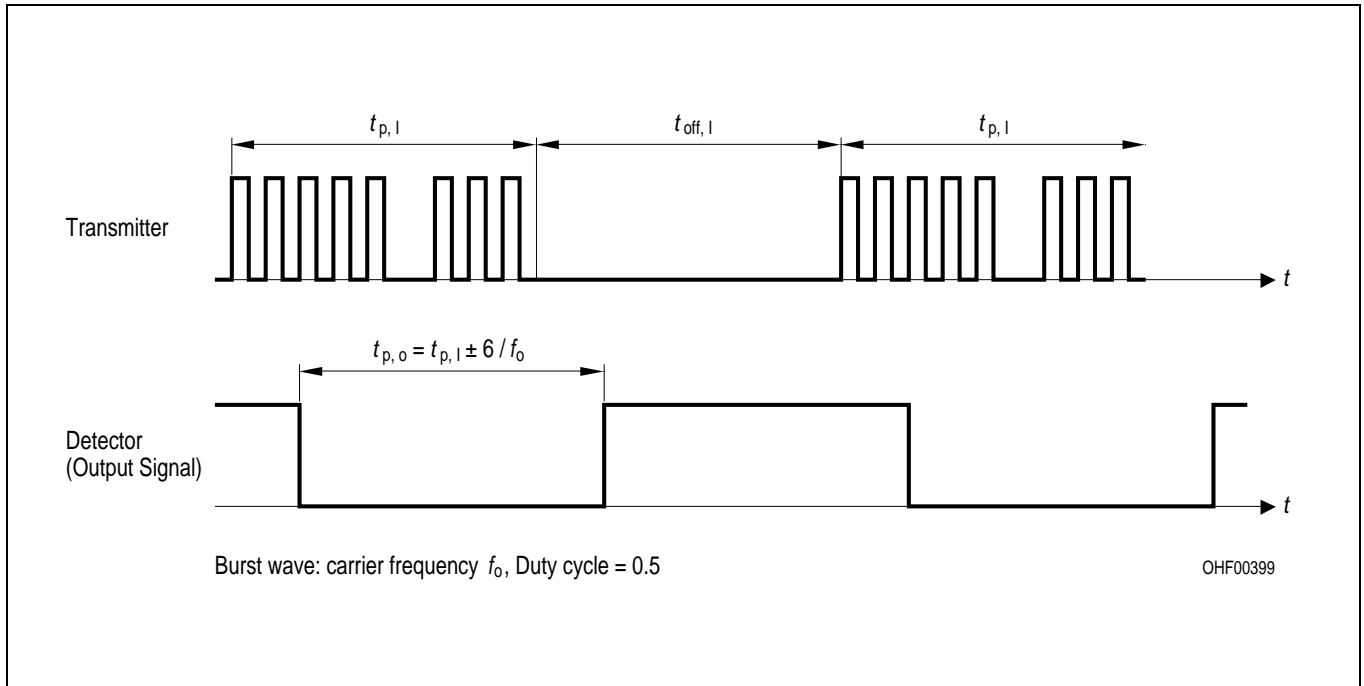 t p, I
t off, I
t p, I
Transmitter
t
t p, o = t p, I ± 6 / f o
Detector
(Output Signal)
t
Burst wave: carrier frequency f o, Duty cycle = 0.5
OHF00399